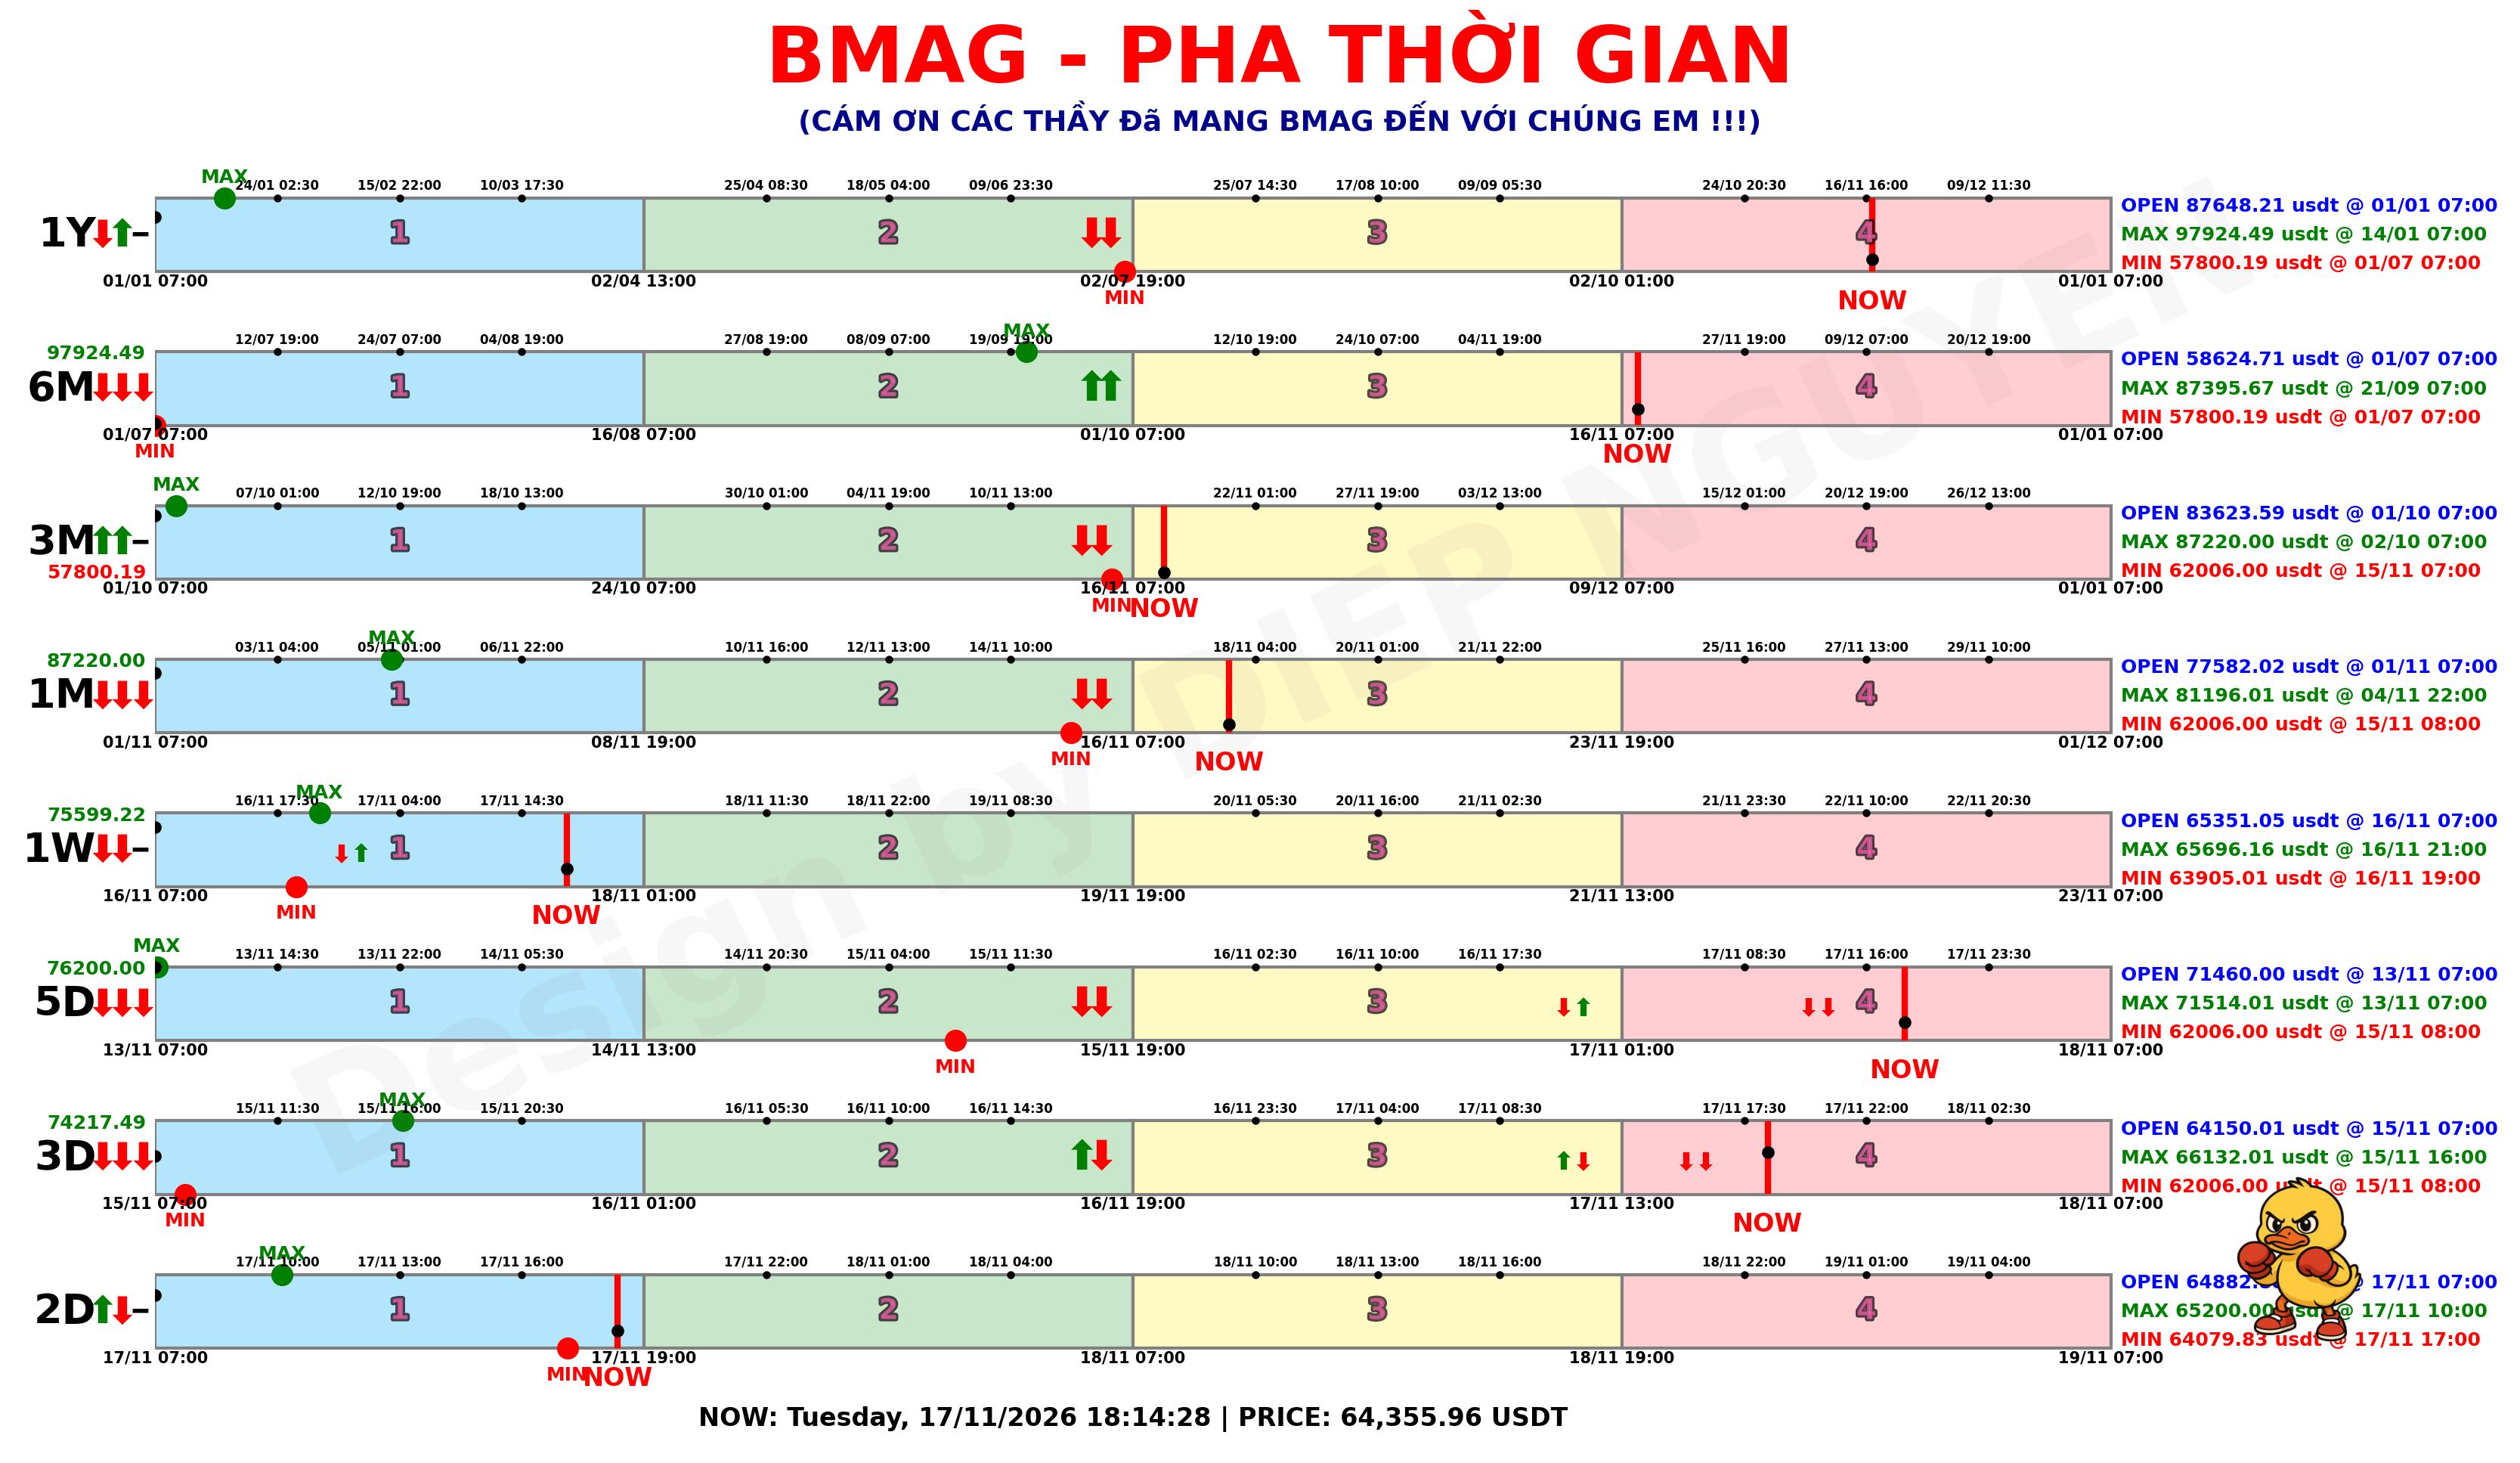 BMAG - PHA THỜI GIAN
(CÁM ƠN CÁC THẦY Đã MANG BMAG ĐẾN VỚI CHÚNG EM !!!)
MAX
24/01 02:30 15/02 22:00 10/03 17:30 25/04 08:30 18/05 04:00 09/06 23:30 25/07 14:30 17/08 10:00 09/09 05:30 24/10 20:30 16/11 16:00 09/12 11:30
1Y⬇⬆– 1 2 ⬇⬇ 3 4
OPEN 87648.21 usdt @ 01/01 07:00
MAX 97924.49 usdt @ 14/01 07:00
MIN 57800.19 usdt @ 01/07 07:00
01/01 07:00 02/04 13:00 02/07 19:00 02/10 01:00 01/01 07:00
MIN NOW
MAX
12/07 19:00 24/07 07:00 04/08 19:00 27/08 19:00 08/09 07:00 19/09 19:00 12/10 19:00 24/10 07:00 04/11 19:00 27/11 19:00 09/12 07:00 20/12 19:00
97924.49
6M⬇⬇⬇ 1 2 ⬆⬆ 3 4
OPEN 58624.71 usdt @ 01/07 07:00
MAX 87395.67 usdt @ 21/09 07:00
MIN 57800.19 usdt @ 01/07 07:00
01/07 07:00 16/08 07:00 01/10 07:00 16/11 07:00 01/01 07:00
MIN NOW
MAX
07/10 01:00 12/10 19:00 18/10 13:00 30/10 01:00 04/11 19:00 10/11 13:00 22/11 01:00 27/11 19:00 03/12 13:00 15/12 01:00 20/12 19:00 26/12 13:00
3M⬆⬆– 1 2 ⬇⬇ 3 4
57800.19
OPEN 83623.59 usdt @ 01/10 07:00
MAX 87220.00 usdt @ 02/10 07:00
MIN 62006.00 usdt @ 15/11 07:00
01/10 07:00 24/10 07:00 16/11 07:00 09/12 07:00 01/01 07:00
MIN NOW
MAX
03/11 04:00 05/11 01:00 06/11 22:00 10/11 16:00 12/11 13:00 14/11 10:00 18/11 04:00 20/11 01:00 21/11 22:00 25/11 16:00 27/11 13:00 29/11 10:00
87220.00
1M⬇⬇⬇ 1 2 ⬇⬇ 3 4
OPEN 77582.02 usdt @ 01/11 07:00
MAX 81196.01 usdt @ 04/11 22:00
MIN 62006.00 usdt @ 15/11 08:00
01/11 07:00 08/11 19:00 16/11 07:00 23/11 19:00 01/12 07:00
MIN NOW
MAX
16/11 17:30 17/11 04:00 17/11 14:30 18/11 11:30 18/11 22:00 19/11 08:30 20/11 05:30 20/11 16:00 21/11 02:30 21/11 23:30 22/11 10:00 22/11 20:30
75599.22
1W⬇⬇– ⬇⬆ 1 2 3 4
OPEN 65351.05 usdt @ 16/11 07:00
MAX 65696.16 usdt @ 16/11 21:00
MIN 63905.01 usdt @ 16/11 19:00
16/11 07:00 18/11 01:00 19/11 19:00 21/11 13:00 23/11 07:00
MIN NOW
MAX
13/11 14:30 13/11 22:00 14/11 05:30 14/11 20:30 15/11 04:00 15/11 11:30 16/11 02:30 16/11 10:00 16/11 17:30 17/11 08:30 17/11 16:00 17/11 23:30
76200.00
5D⬇⬇⬇ 1 2 ⬇⬇ 3 ⬇⬆ ⬇⬇ 4
OPEN 71460.00 usdt @ 13/11 07:00
MAX 71514.01 usdt @ 13/11 07:00
MIN 62006.00 usdt @ 15/11 08:00
13/11 07:00 14/11 13:00 15/11 19:00 17/11 01:00 18/11 07:00
MIN NOW
MAX
15/11 11:30 15/11 16:00 15/11 20:30 16/11 05:30 16/11 10:00 16/11 14:30 16/11 23:30 17/11 04:00 17/11 08:30 17/11 17:30 17/11 22:00 18/11 02:30
74217.49
3D⬇⬇⬇ 1 2 ⬆⬇ 3 ⬆⬇ ⬇⬇ 4
OPEN 64150.01 usdt @ 15/11 07:00
MAX 66132.01 usdt @ 15/11 16:00
MIN 62006.00 usdt @ 15/11 08:00
15/11 07:00 16/11 01:00 16/11 19:00 17/11 13:00 18/11 07:00
MIN NOW
MAX
17/11 10:00 17/11 13:00 17/11 16:00 17/11 22:00 18/11 01:00 18/11 04:00 18/11 10:00 18/11 13:00 18/11 16:00 18/11 22:00 19/11 01:00 19/11 04:00
2D⬆⬇– 1 2 3 4
OPEN 17/11 07:00
MAX 65200.00 usdt @ 17/11 10:00
MIN 64079.83 usdt @ 17/11 17:00
17/11 07:00 17/11 19:00 18/11 07:00 18/11 19:00 19/11 07:00
MIN NOW
NOW: Tuesday, 17/11/2026 18:14:28 | PRICE: 64,355.96 USDT
Design by DIEP NGUYEN